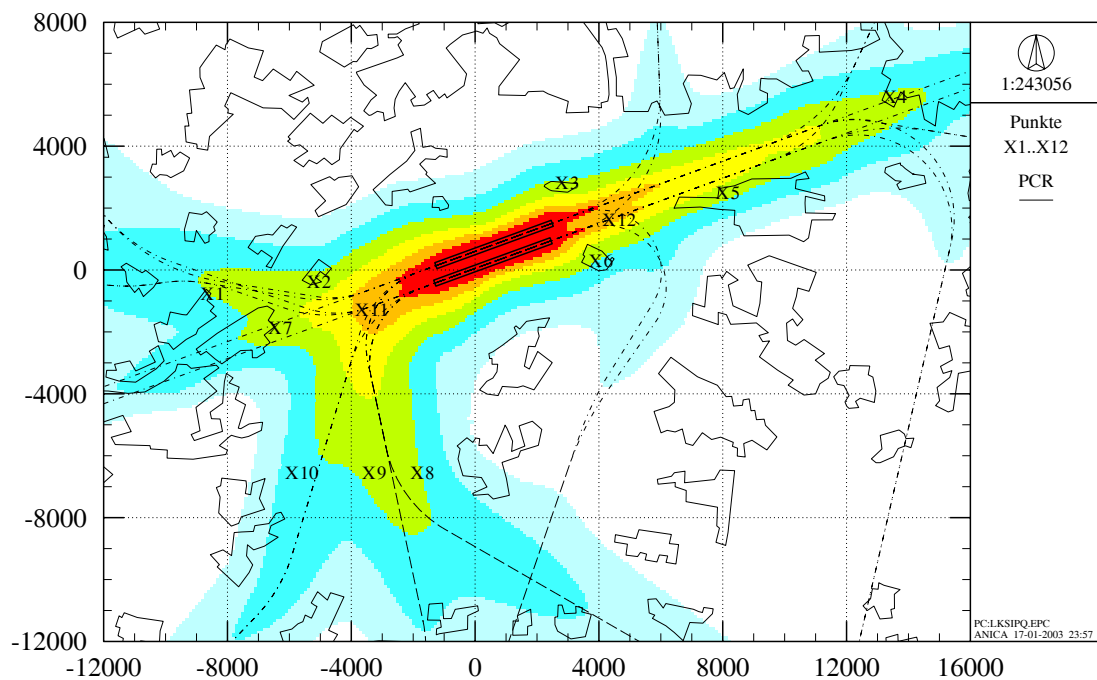 8000
4000
0
-4000
-8000
-12000
-12000 -8000 -4000 0 4000 8000 12000 16000
X1
X2
X3
X4
X5
X6
X7
X8
X9
X10
X11
X12
1:243056
Punkte
X1..X12
PCR
PC:LKSIPQ.EPC
ANICA 17-01-2003 23:57